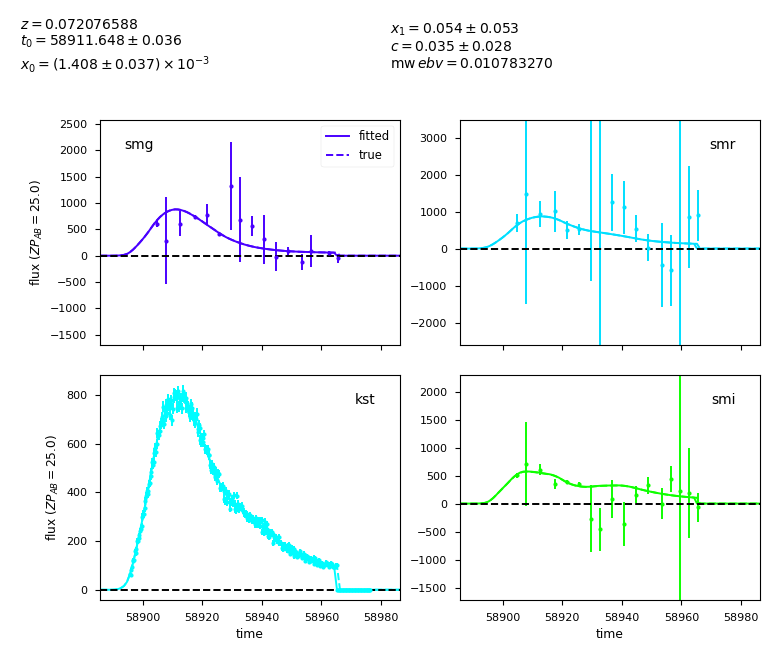 z = 0.072076588
t₀ = 58911.648 ± 0.036
x₀ = (1.408 ± 0.037) × 10⁻³
x₁ = 0.054 ± 0.053
c = 0.035 ± 0.028
mw ebv = 0.010783270
smg
fitted
true
2500
2000
1500
1000
500
0
−500
−1000
−1500
flux (ZP_AB = 25.0)
smr
3000
2000
1000
0
−1000
−2000
kst
800
600
400
200
0
flux (ZP_AB = 25.0)
58900 58920 58940 58960 58980
time
smi
2000
1500
1000
500
0
−500
−1000
−1500
58900 58920 58940 58960 58980
time